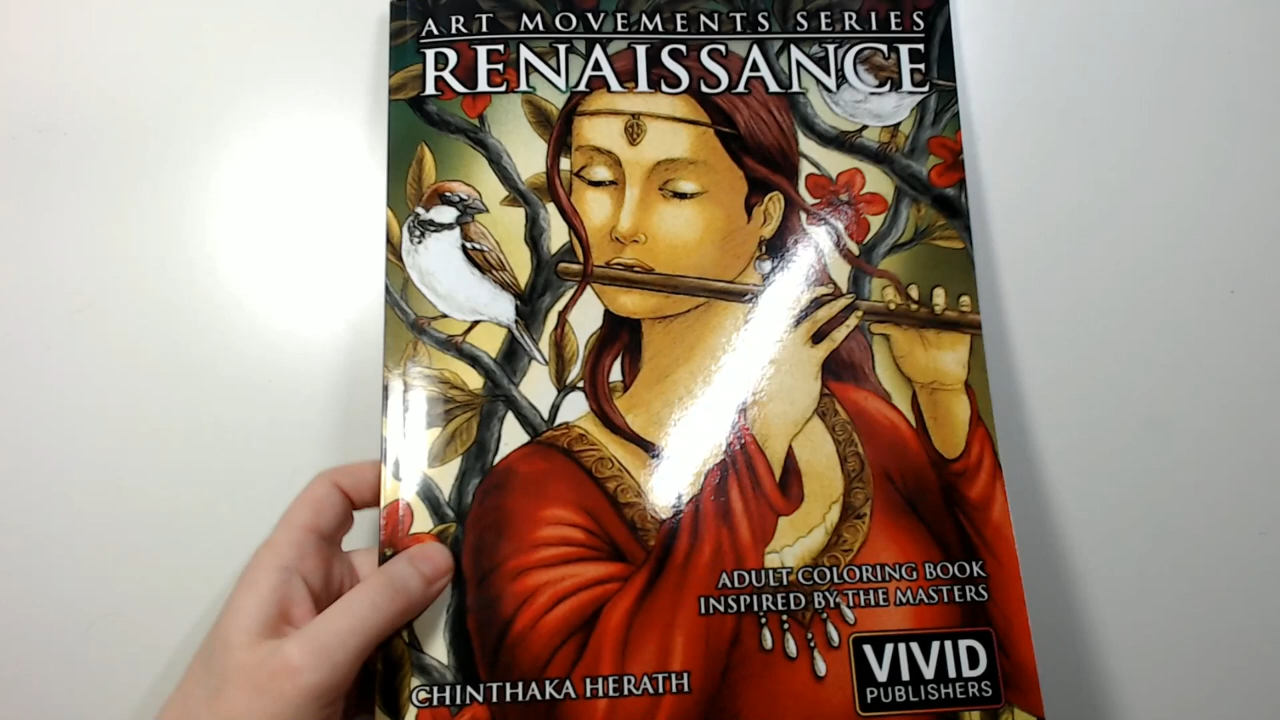 ART MOVEMENTS SERIES
RENAISSANCE
ADULT COLORING BOOK
INSPIRED BY THE MASTERS
CHINTHAKA HERATH
VIVID
PUBLISHERS